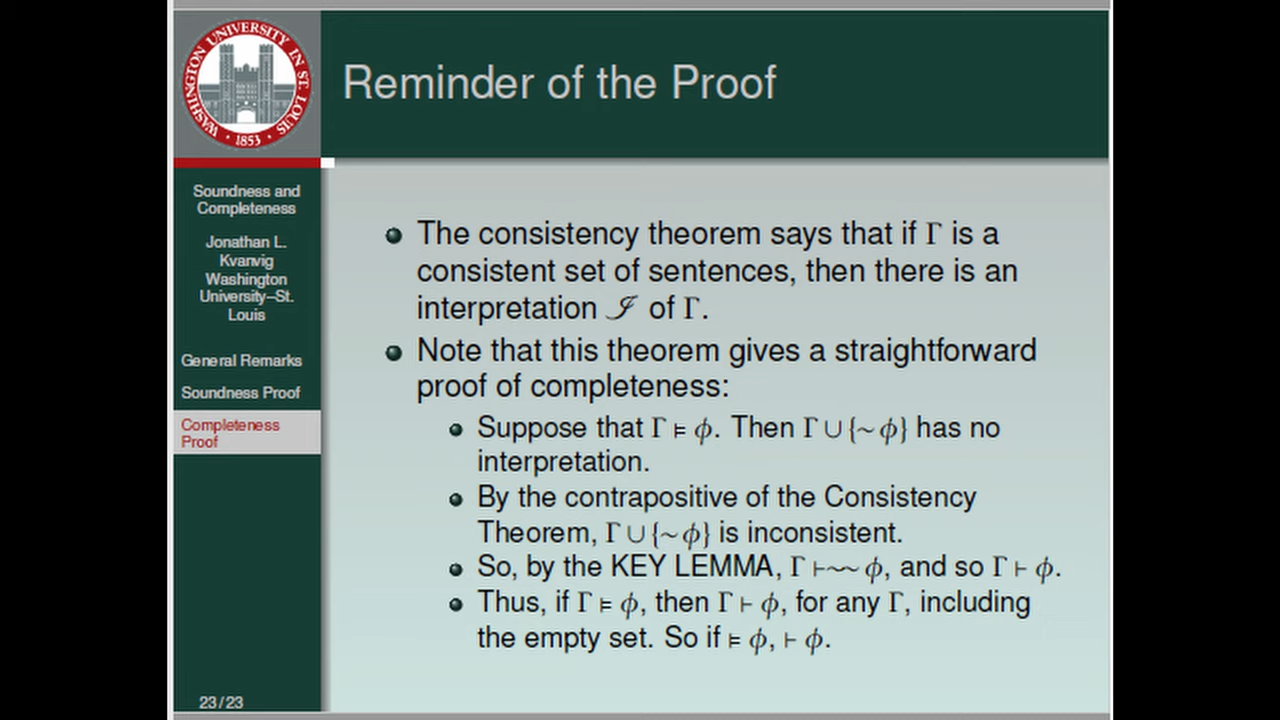 WASHINGTON UNIVERSITY IN ST. LOUIS
· 1853 ·
Reminder of the Proof
Soundness and
Completeness
Jonathan L.
Kvanvig
Washington
University–St.
Louis
General Remarks
Soundness Proof
Completeness
Proof
The consistency theorem says that if Γ is a
consistent set of sentences, then there is an
interpretation ℐ of Γ.
Note that this theorem gives a straightforward
proof of completeness:
Suppose that Γ ⊨ ϕ. Then Γ ∪ {∼ ϕ} has no
interpretation.
By the contrapositive of the Consistency
Theorem, Γ ∪ {∼ ϕ} is inconsistent.
So, by the KEY LEMMA, Γ ⊢∼∼ ϕ, and so Γ ⊢ ϕ.
Thus, if Γ ⊨ ϕ, then Γ ⊢ ϕ, for any Γ, including
the empty set. So if ⊨ ϕ, ⊢ ϕ.
23/23